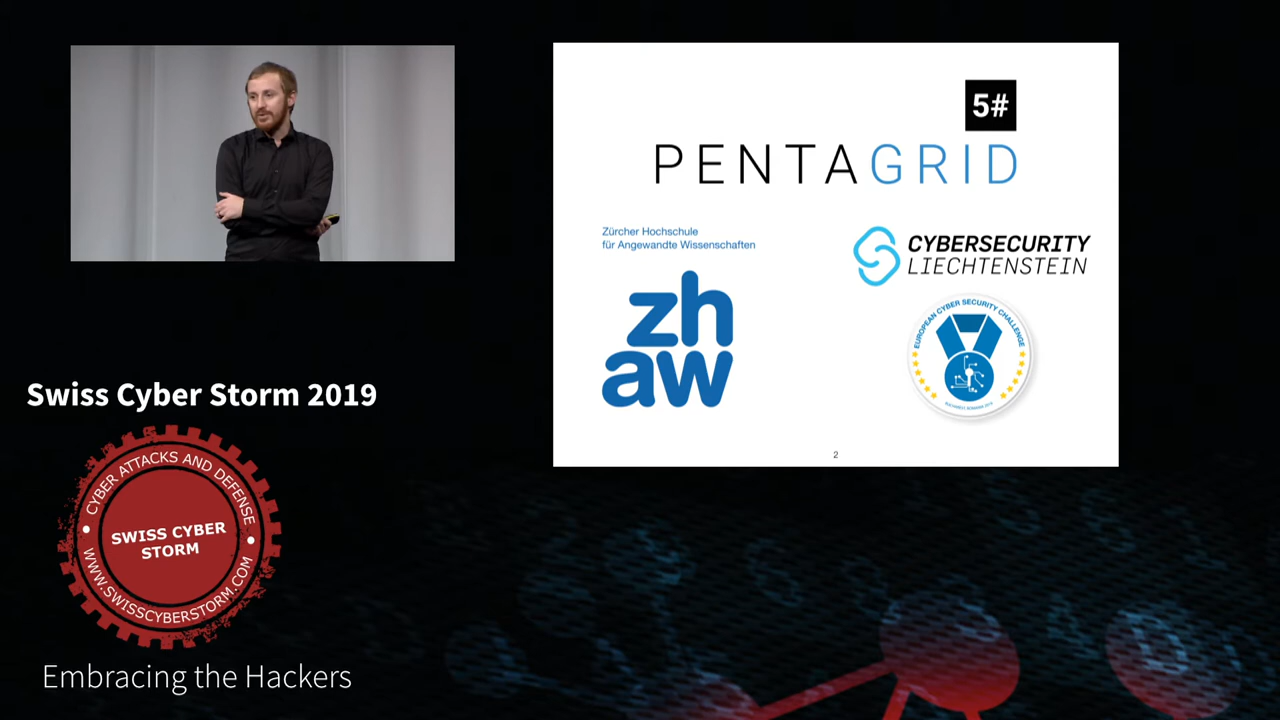 5#
PENTAGRID
Zürcher Hochschule
für Angewandte Wissenschaften
zh
aw
CYBERSECURITY
LIECHTENSTEIN
EUROPEAN CYBER SECURITY CHALLENGE
2
Swiss Cyber Storm 2019
CYBER ATTACKS AND DEFENSE
SWISS CYBER
STORM
WWW.SWISSCYBERSTORM.COM
Embracing the Hackers